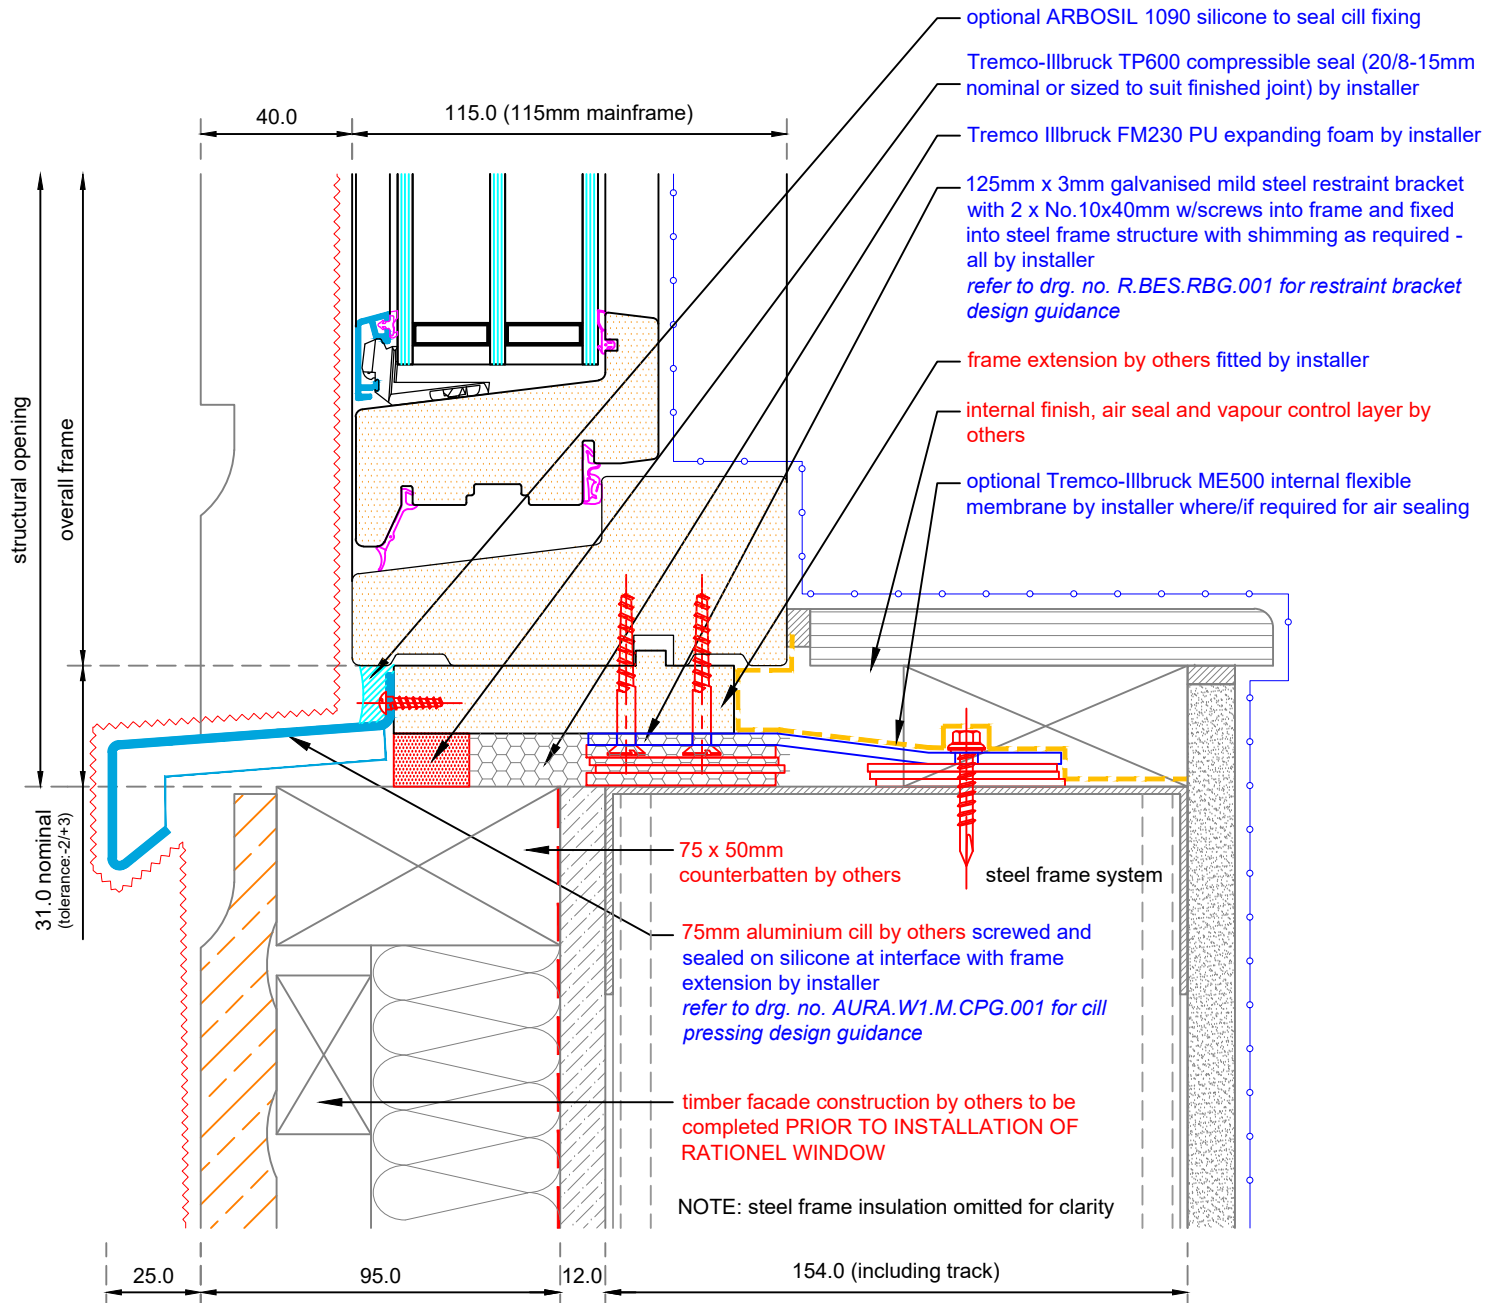 optional ARBOSIL 1090 silicone to seal cill fixing
Tremco-Illbruck TP600 compressible seal (20/8-15mm
nominal or sized to suit finished joint) by installer
40.0
115.0 (115mm mainframe)
Tremco Illbruck FM230 PU expanding foam by installer
125mm x 3mm galvanised mild steel restraint bracket
with 2 x No.10x40mm w/screws into frame and fixed
into steel frame structure with shimming as required -
all by installer
refer to drg. no. R.BES.RBG.001 for restraint bracket
design guidance
frame extension by others fitted by installer
internal finish, air seal and vapour control layer by
others
optional Tremco-Illbruck ME500 internal flexible
membrane by installer where/if required for air sealing
structural opening
overall frame
31.0 nominal
(tolerance:-2/+3)
75 x 50mm
counterbatten by others
steel frame system
75mm aluminium cill by others screwed and
sealed on silicone at interface with frame
extension by installer
refer to drg. no. AURA.W1.M.CPG.001 for cill
pressing design guidance
timber facade construction by others to be
completed PRIOR TO INSTALLATION OF
RATIONEL WINDOW
NOTE: steel frame insulation omitted for clarity
25.0
95.0
12.0
154.0 (including track)